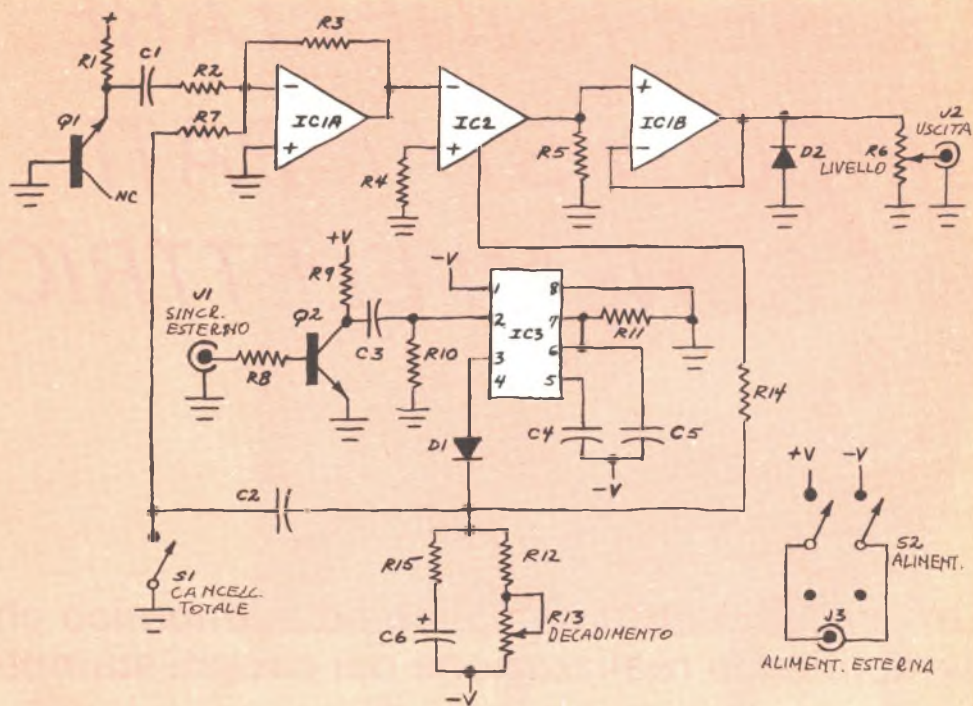 +
R1
C1
R2
R3
Q1
R7
NC
-
+
IC1A
-
+
IC2
R4
R5
+
-
IC1B
D2
LIVELLO
R6
J2
USCITA
+V
R9
-V
J1
SINCR.
ESTERNO
Q2
R8
C3
R10
1
2
3
4
IC3
8
7
6
5
R11
R14
D1
C4
C5
-V
C2
S1
CANCELL.
TOTALE
R15
R12
+
C6
R13
DECADIMENTO
-V
+V
-V
S2
ALIMENT.
J3
ALIMENT. ESTERNA